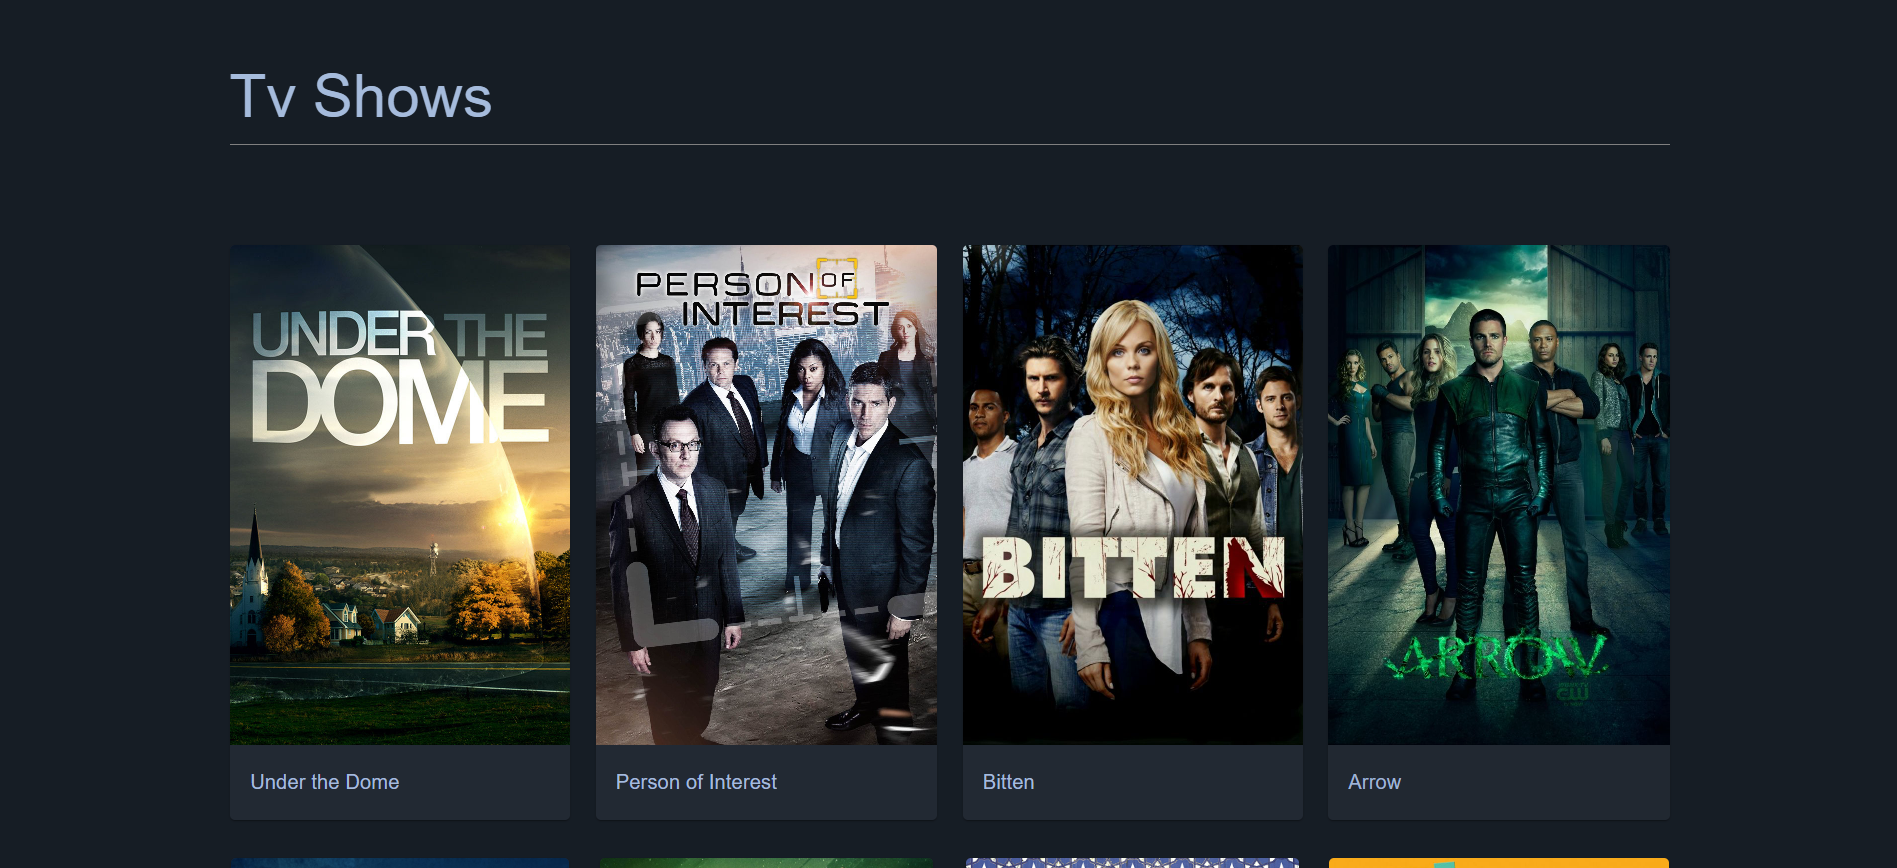 Tv Shows
UNDER THE
DOME
PERSON OF
INTEREST
BITTEN
ARROW
CW
Under the Dome
Person of Interest
Bitten
Arrow